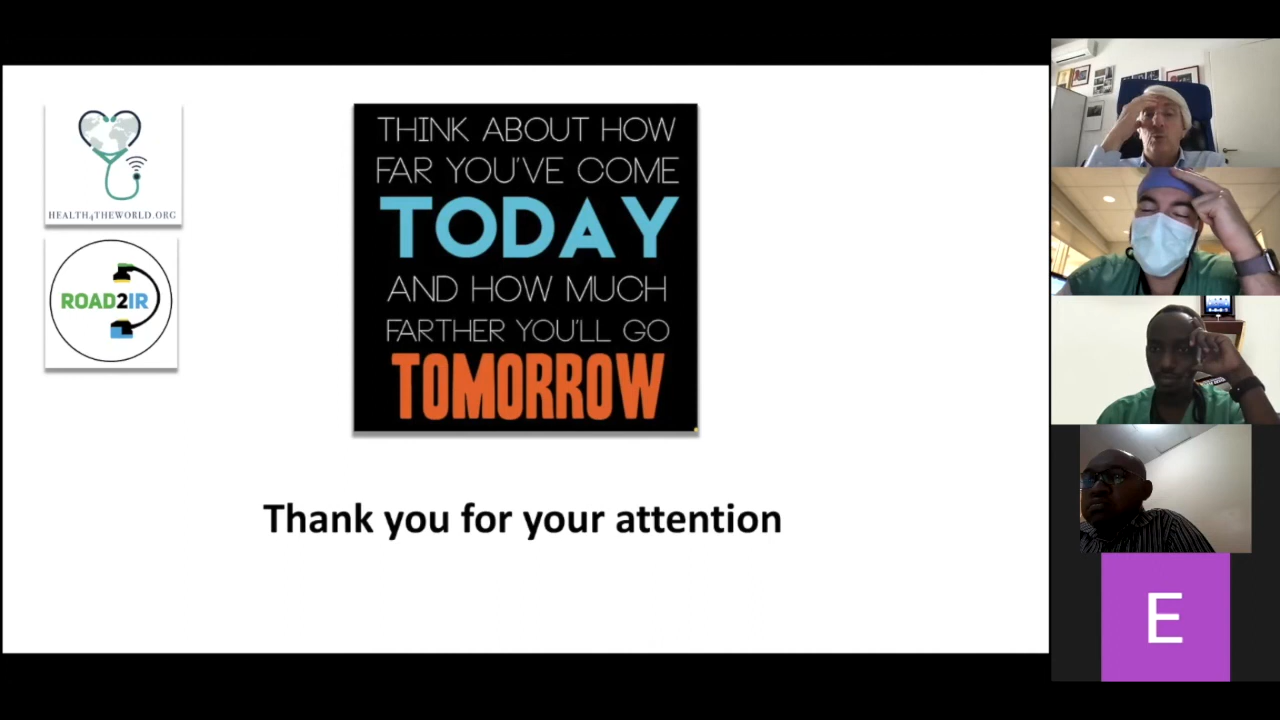 HEALTH4THEWORLD.ORG
ROAD2IR
THINK ABOUT HOW
FAR YOU'VE COME
TODAY
AND HOW MUCH
FARTHER YOU'LL GO
TOMORROW
Thank you for your attention
E